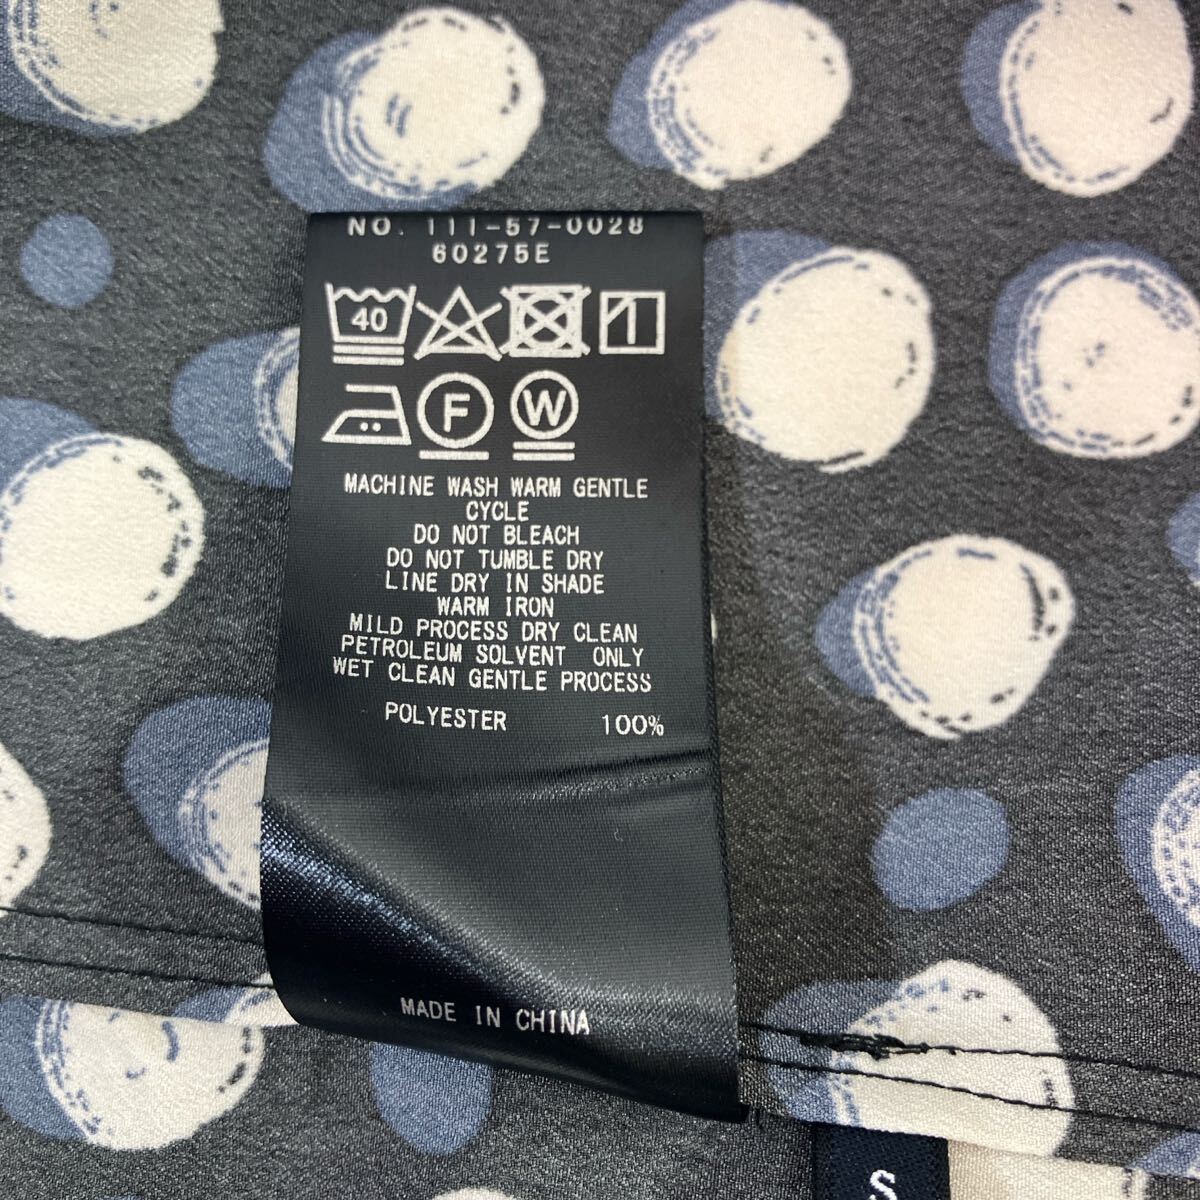 NO. 111-57-0028
60275E
40
F W
MACHINE WASH WARM GENTLE
CYCLE
DO NOT BLEACH
DO NOT TUMBLE DRY
LINE DRY IN SHADE
WARM IRON
MILD PROCESS DRY CLEAN
PETROLEUM SOLVENT ONLY
WET CLEAN GENTLE PROCESS
POLYESTER 100%
MADE IN CHINA
S